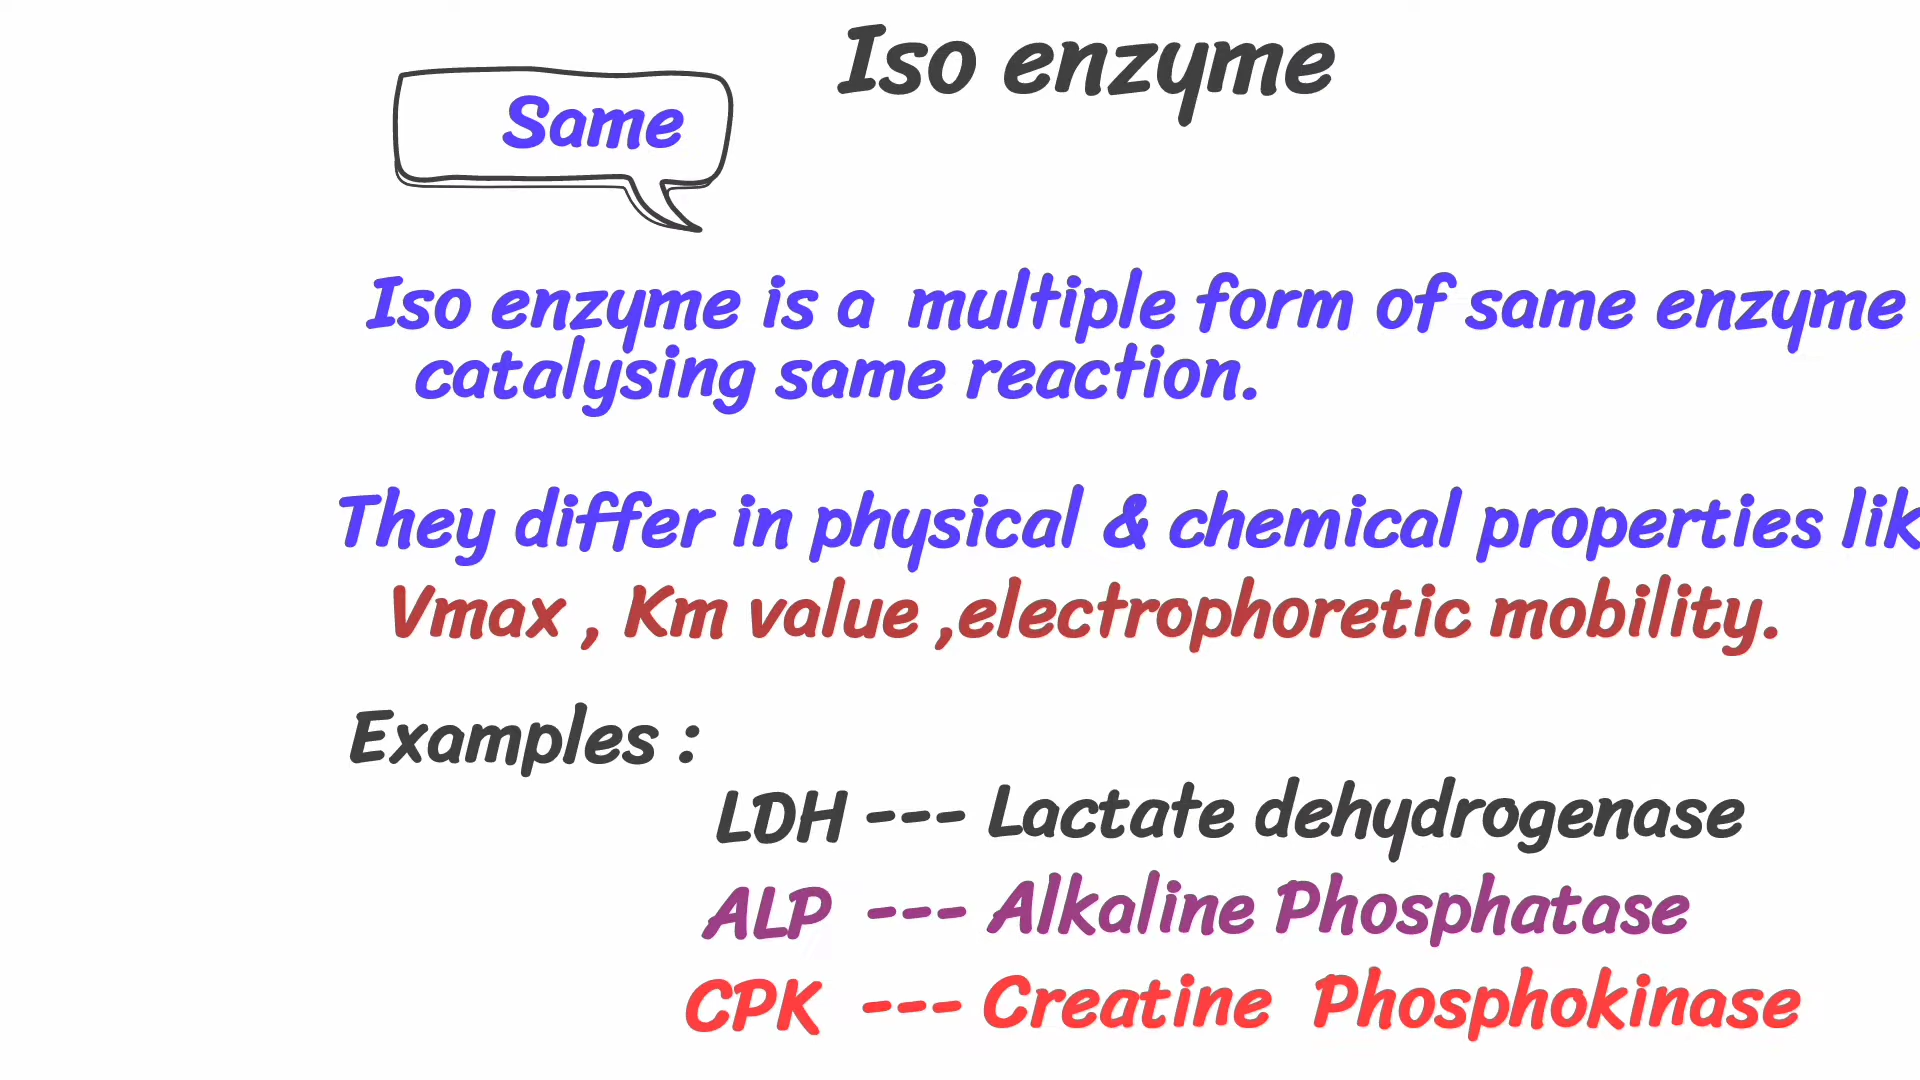 Iso enzyme
Same
Iso enzyme is a multiple form of same enzyme
catalysing same reaction.
They differ in physical & chemical properties lik
Vmax , Km value ,electrophoretic mobility.
Examples :
LDH --- Lactate dehydrogenase
ALP --- Alkaline Phosphatase
CPK --- Creatine Phosphokinase